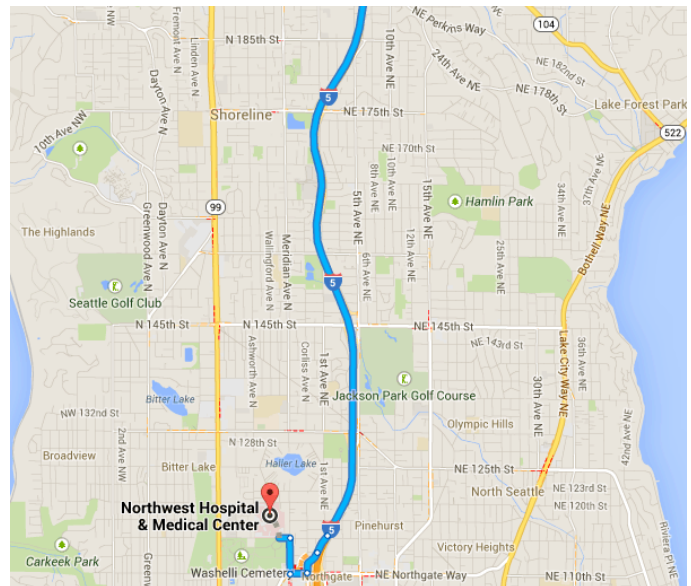 104
NE Perkins Way
N 185th St
10th Ave NE
Fremont Ave N
Linden Ave N
24th Ave NE
NE 182nd St
NE 178th St
Dayton Ave N
5
Lake Forest Park
Shoreline
NE 175th St
522
10th Ave NW
NE 170th St
8th Ave NE
10th Ave NE
15th Ave NE
34th Ave NE
37th Ave NE
5th Ave NE
Hamlin Park
99
Dayton Ave N
Greenwood Ave N
The Highlands
Meridian Ave N
Wallingford Ave N
6th Ave NE
12th Ave NE
25th Ave NE
Bothell Way NE
5
Seattle Golf Club
N 145th St
N 145th St
NE 145th St
NE 143rd St
Ashworth Ave N
Corliss Ave N
1st Ave NE
Lake City Way NE
36th Ave NE
30th Ave NE
Jackson Park Golf Course
Bitter Lake
NW 132nd St
2nd Ave NW
Olympic Hills
N 128th St
42nd Ave NE
Broadview
Bitter Lake
Haller Lake
1st Ave NE
NE 125th St
North Seattle
NE 123rd St
NE 120th St
Northwest Hospital
& Medical Center
5
Pinehurst
Riviera Pl NE
Greenwood Ave N
Victory Heights
Carkeek Park
Washelli Cemetery
Northgate
NE Northgate Way
NE 110th St